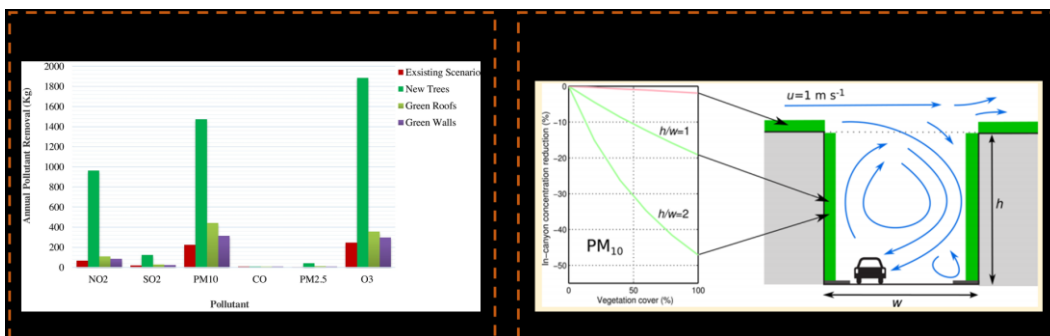 Annual Pollutant Removal (Kg)
2000
1800
1600
1400
1200
1000
800
600
400
200
0
NO2 SO2 PM10 CO PM2.5 O3
Pollutant
Exsisting Scenario
New Trees
Green Roofs
Green Walls
In-canyon concentration reduction (%)
0
-10
-20
-30
-40
-50
0 50 100
Vegetation cover (%)
h/w=1
h/w=2
PM10
u=1 m s-1
h
w